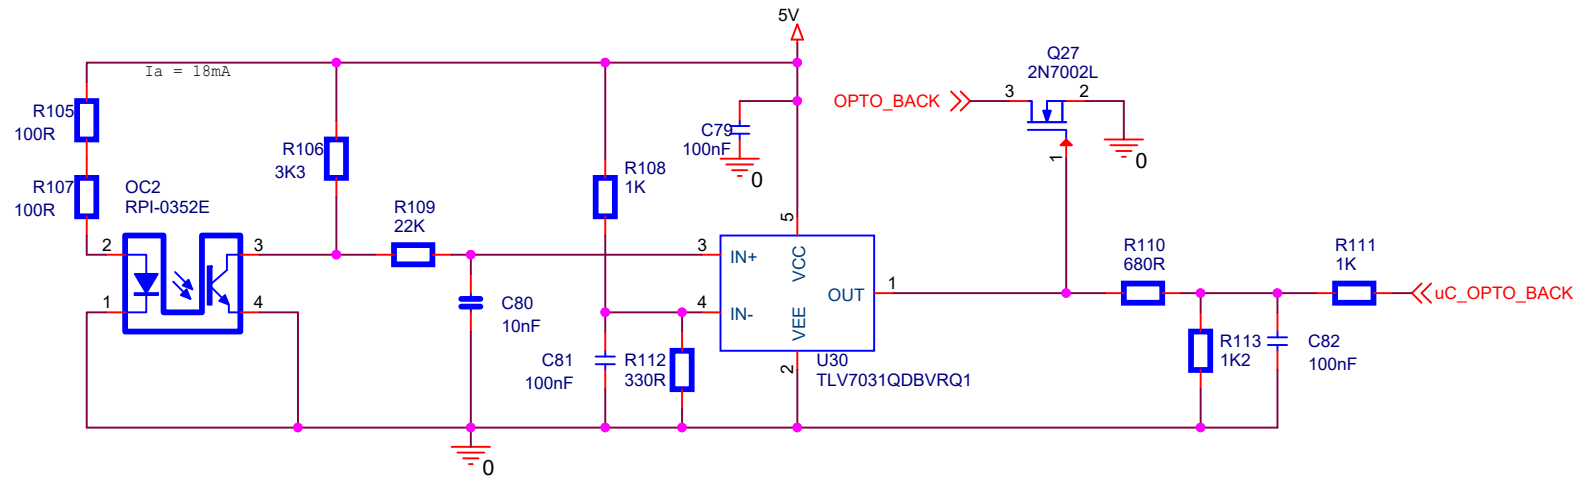 5V
Ia = 18mA
Q27
2N7002L
OPTO_BACK
3
2
1
0
R105
100R
C79
100nF
0
R106
3K3
R108
1K
R107
100R
OC2
RPI-0352E
R109
22K
5
2
3
3
IN+
VCC
R110
680R
R111
1K
1
4
C80
10nF
4
IN-
VEE
OUT
1
uC_OPTO_BACK
C81
100nF
R112
330R
2
U30
TLV7031QDBVRQ1
R113
1K2
C82
100nF
0